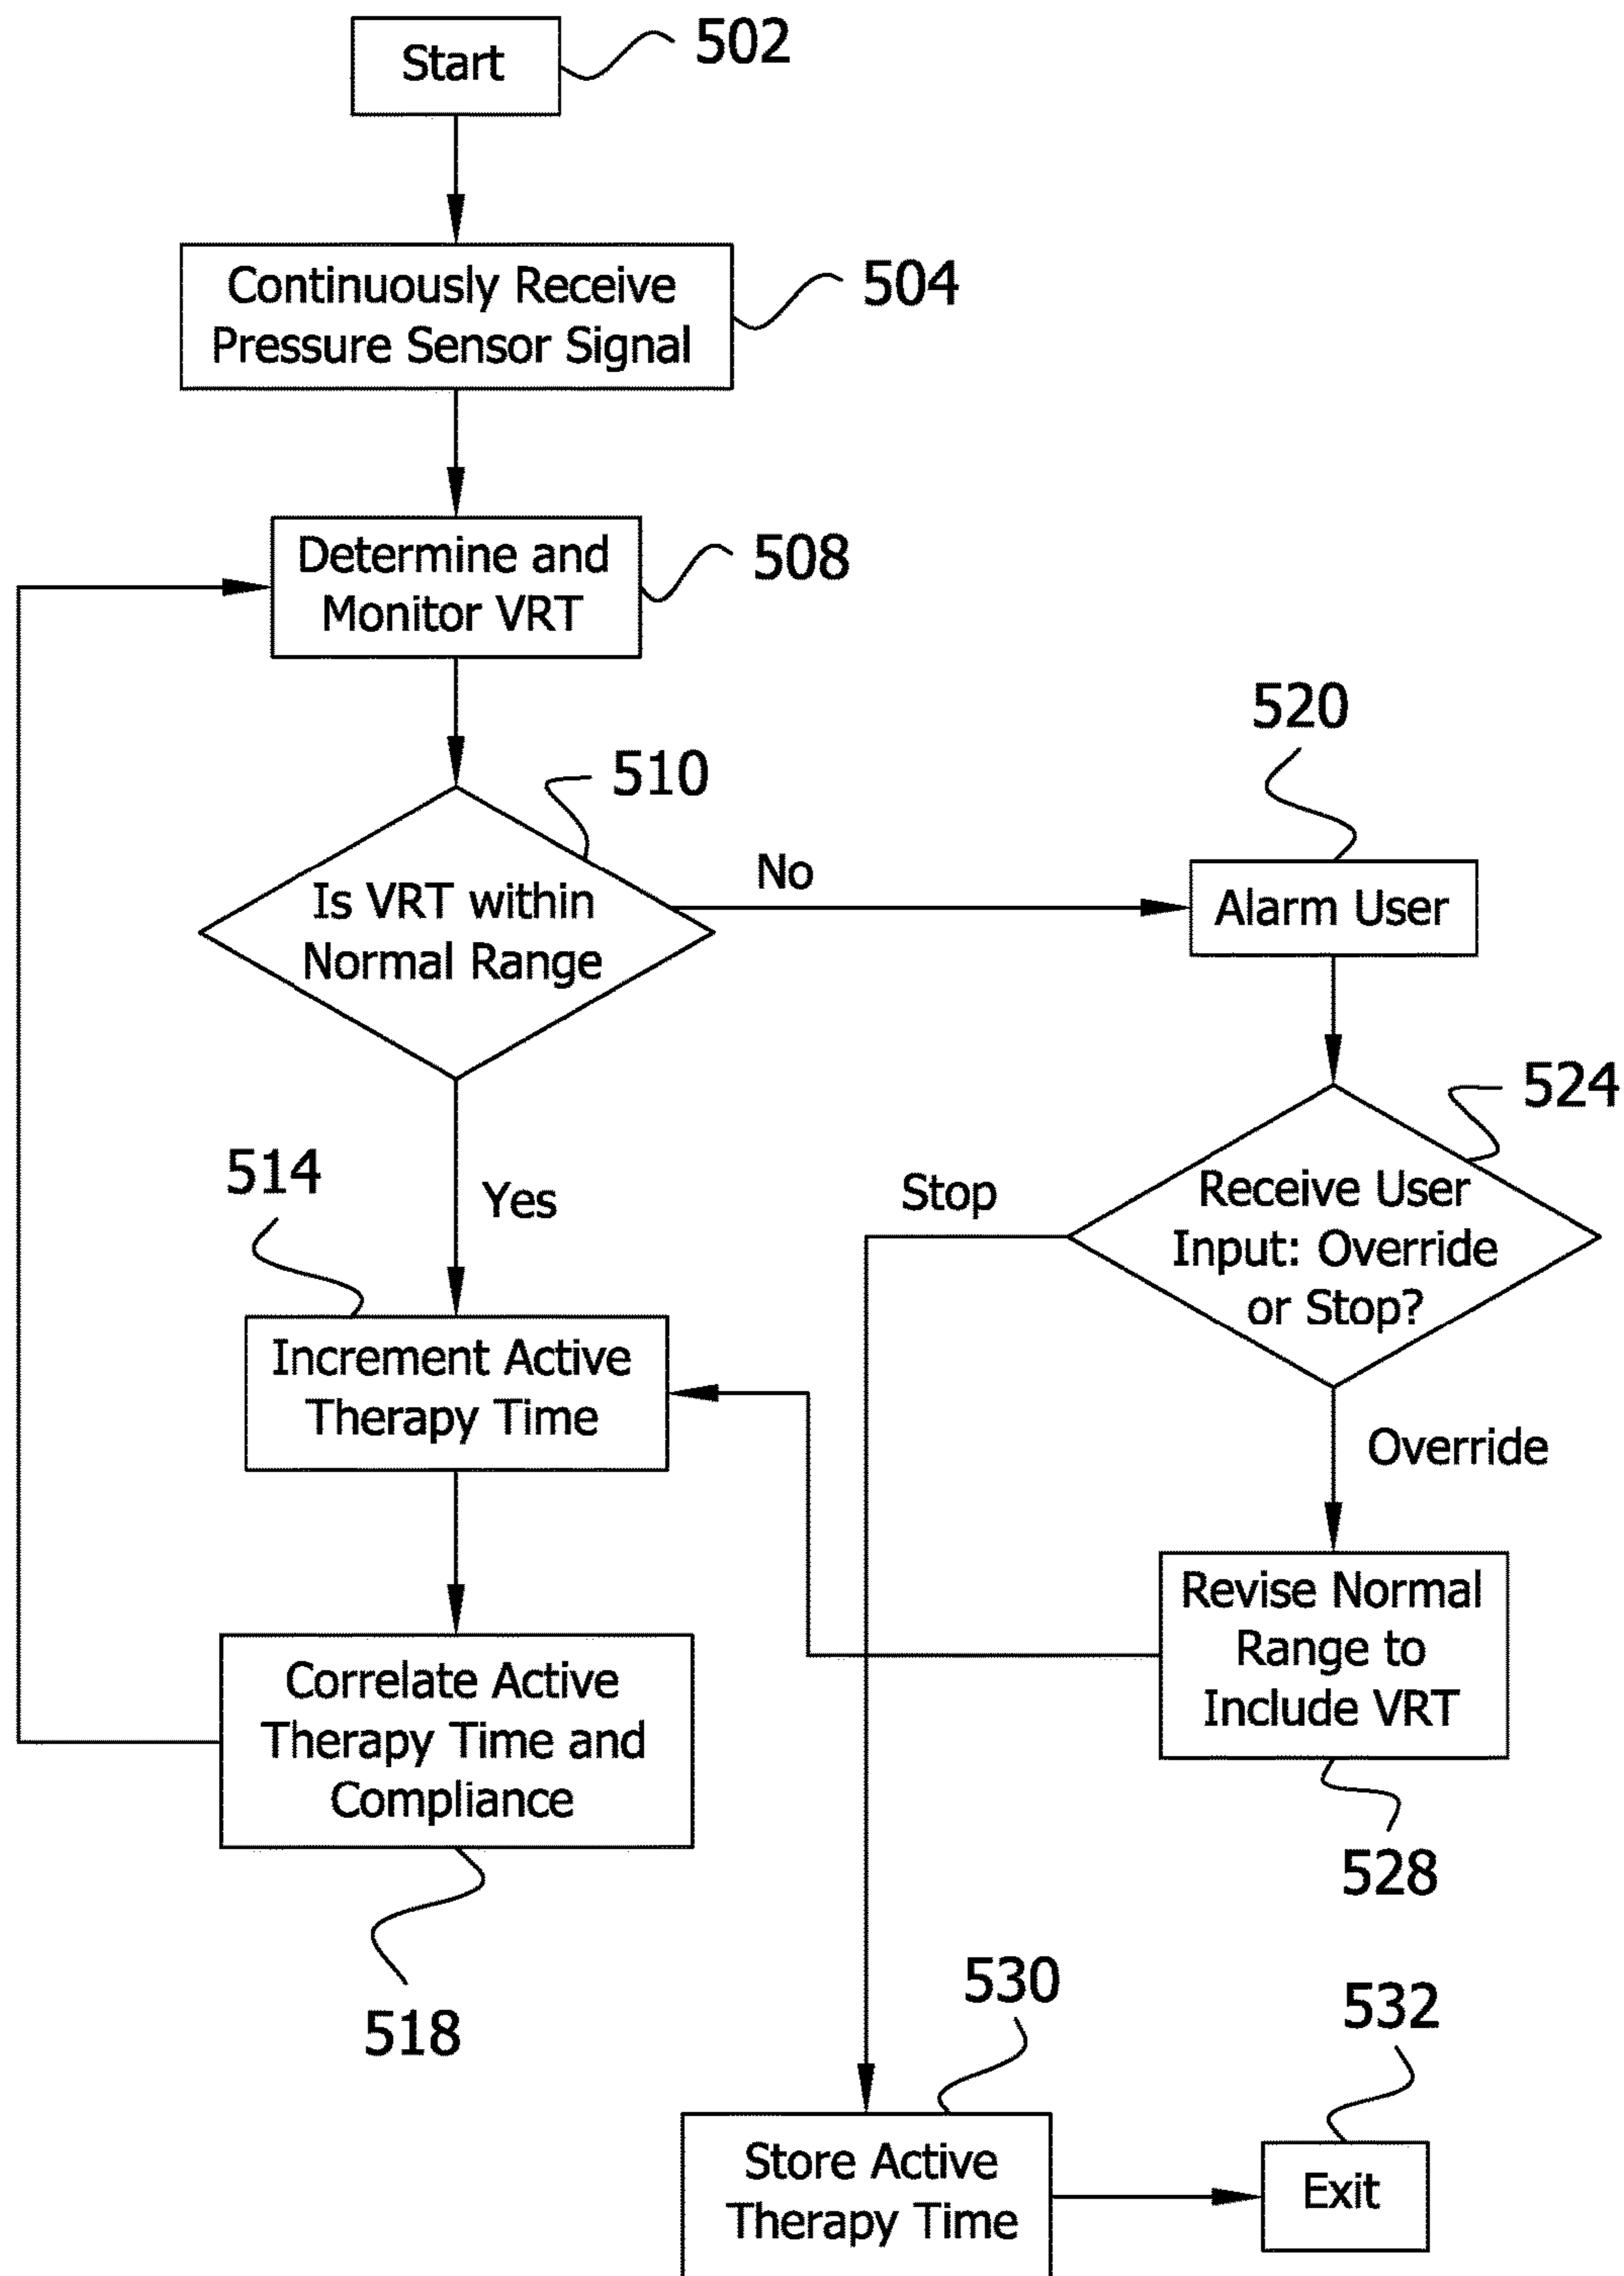 Start
502
Continuously Receive
Pressure Sensor Signal
504
Determine and
Monitor VRT
508
510
Is VRT within
Normal Range
No
520
Alarm User
524
Receive User
Input: Override
or Stop?
Stop
Override
Yes
514
Increment Active
Therapy Time
Revise Normal
Range to
Include VRT
528
Correlate Active
Therapy Time and
Compliance
518
530
Store Active
Therapy Time
532
Exit